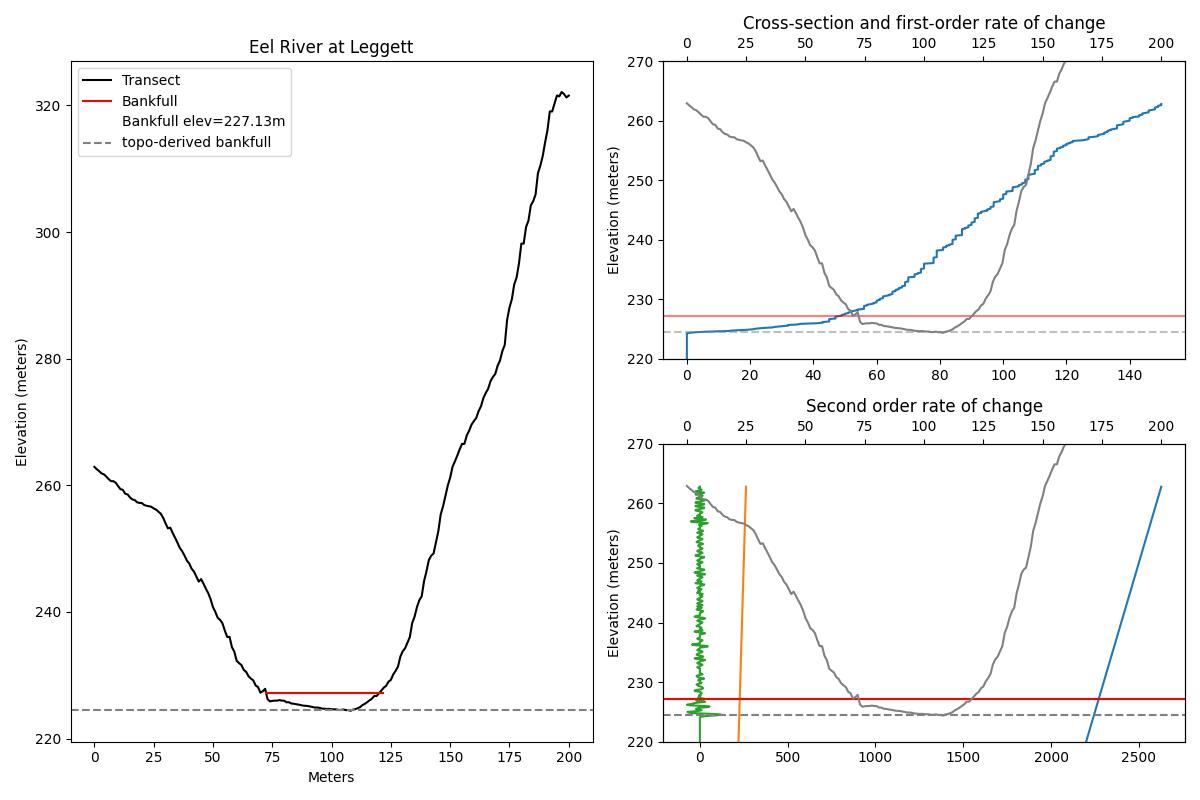 Eel River at Leggett
Transect
Bankfull
Bankfull elev=227.13m
topo-derived bankfull
320
300
280
260
240
220
Elevation (meters)
0 25 50 75 100 125 150 175 200
Meters
Cross-section and first-order rate of change
0 25 50 75 100 125 150 175 200
270
260
250
240
230
220
Elevation (meters)
0 20 40 60 80 100 120 140
Second order rate of change
0 25 50 75 100 125 150 175 200
270
260
250
240
230
220
Elevation (meters)
0 500 1000 1500 2000 2500